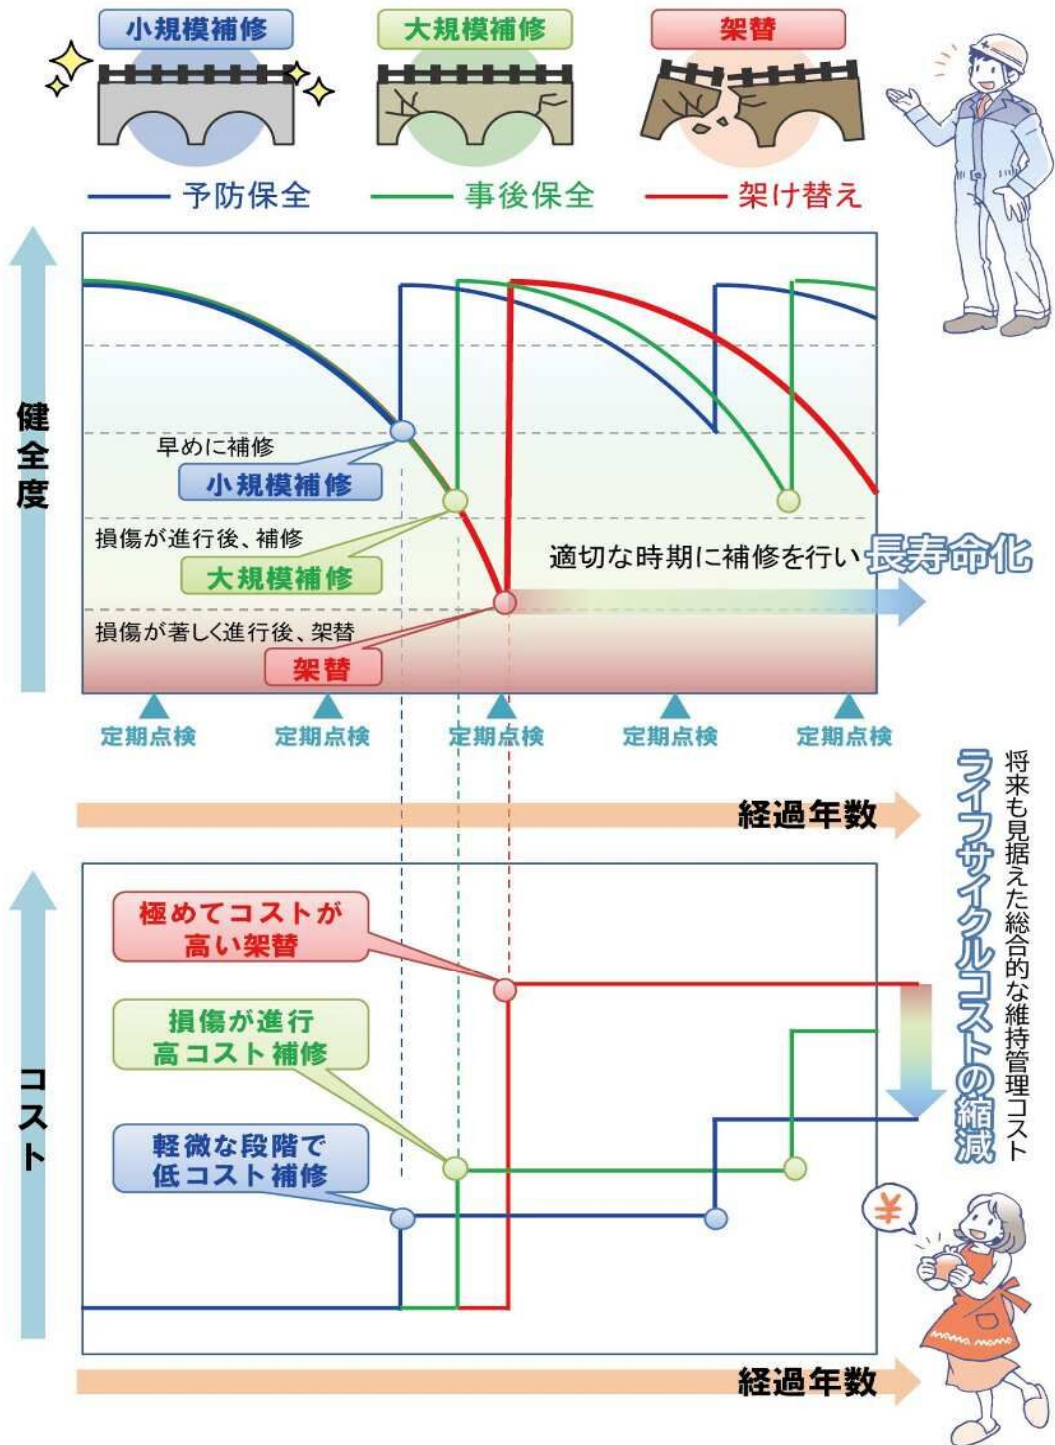 小規模補修
大規模補修
架替
予防保全
事後保全
架け替え
健全度
早めに補修
小規模補修
損傷が進行後、補修
大規模補修
適切な時期に補修を行い
長寿命化
損傷が著しく進行後、架替
架替
定期点検
定期点検
定期点検
定期点検
定期点検
経過年数
将来も見据えた総合的な維持管理コスト
ライフサイクルコストの縮減
コスト
極めてコストが
高い架替
損傷が進行
高コスト補修
軽微な段階で
低コスト補修
¥
経過年数